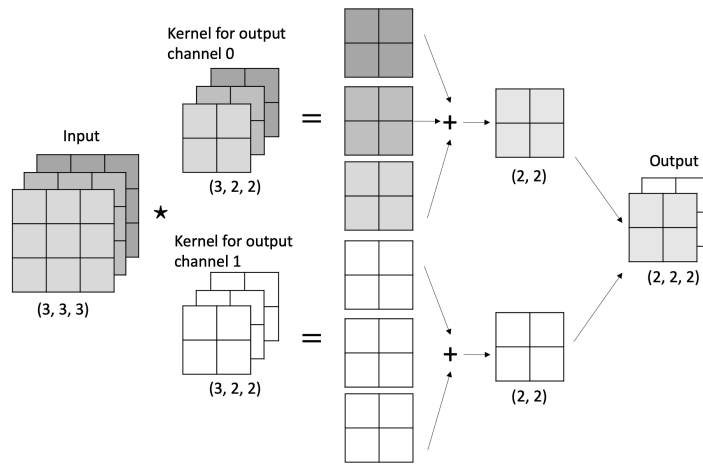 Kernel for output
channel 0
Input
(3, 2, 2)
=
+
(2, 2)
Output
★
Kernel for output
channel 1
(3, 3, 3)
(2, 2, 2)
=
+
(3, 2, 2)
(2, 2)